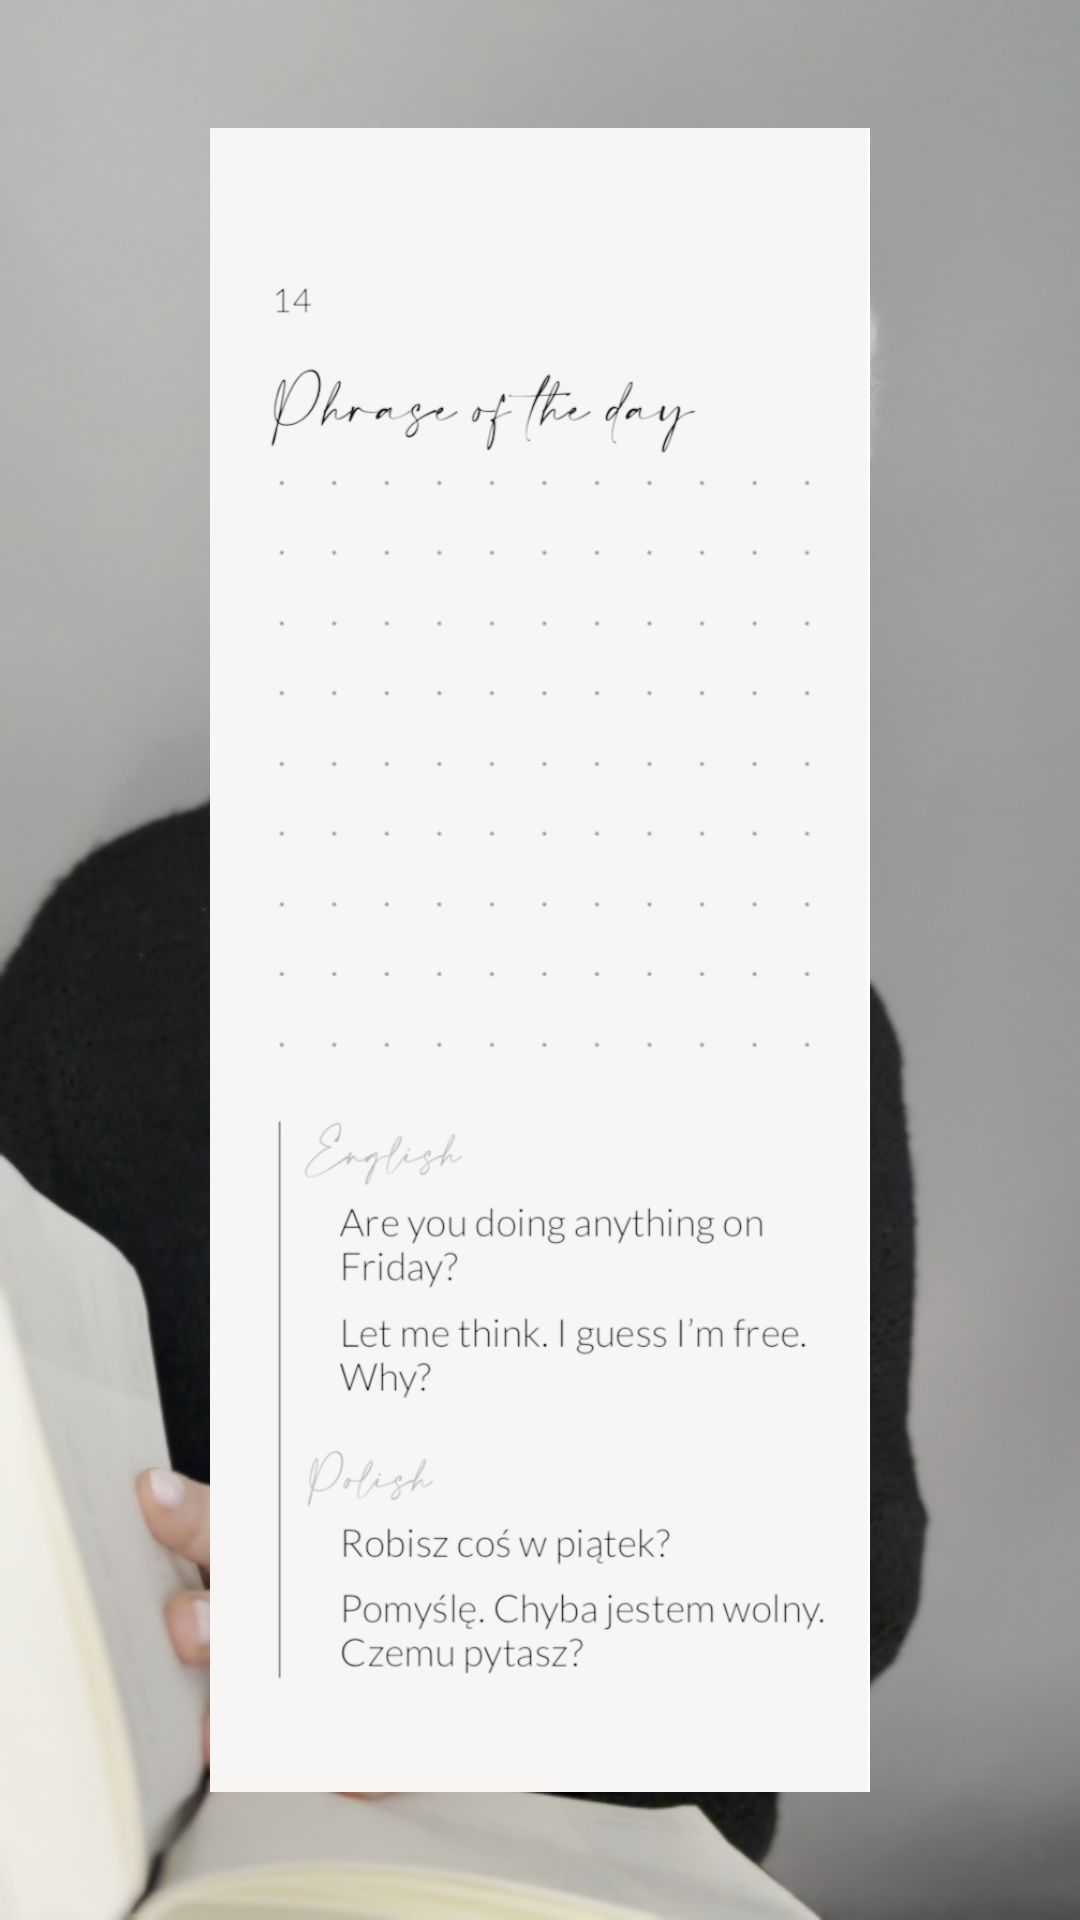 14
Phrase of the day
English
Are you doing anything on
Friday?
Let me think. I guess I’m free.
Why?
Polish
Robisz coś w piątek?
Pomyślę. Chyba jestem wolny.
Czemu pytasz?